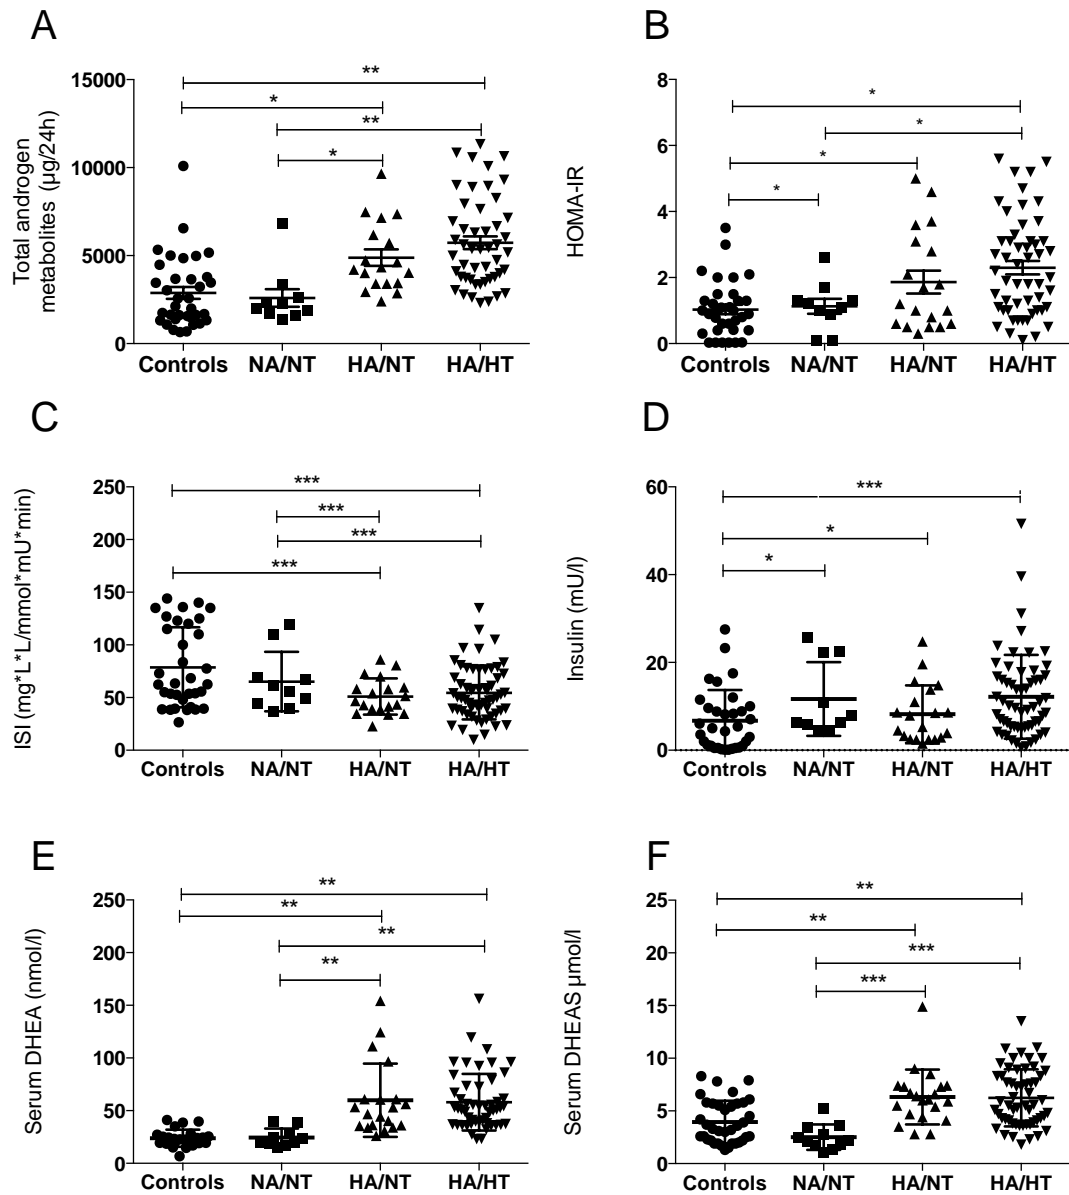 A
Total androgen
metabolites (µg/24h)
15000
10000
5000
0
**
*
**
*
Controls NA/NT HA/NT HA/HT
B
HOMA-IR
8
6
4
2
0
*
*
*
*
Controls NA/NT HA/NT HA/HT
C
ISI (mg*L*L/mmol*mU*min)
250
200
150
100
50
0
***
***
***
***
Controls NA/NT HA/NT HA/HT
D
Insulin (mU/l)
60
40
20
0
***
*
*
Controls NA/NT HA/NT HA/HT
E
Serum DHEA (nmol/l)
250
200
150
100
50
0
**
**
**
**
Controls NA/NT HA/NT HA/HT
F
Serum DHEAS µmol/l
25
20
15
10
5
0
**
**
***
***
Controls NA/NT HA/NT HA/HT